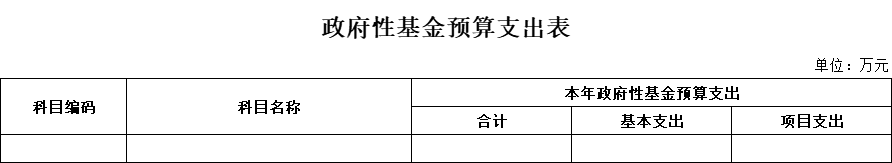 政府性基金预算支出表
单位：万元
科目编码 科目名称 本年政府性基金预算支出
合计 基本支出 项目支出